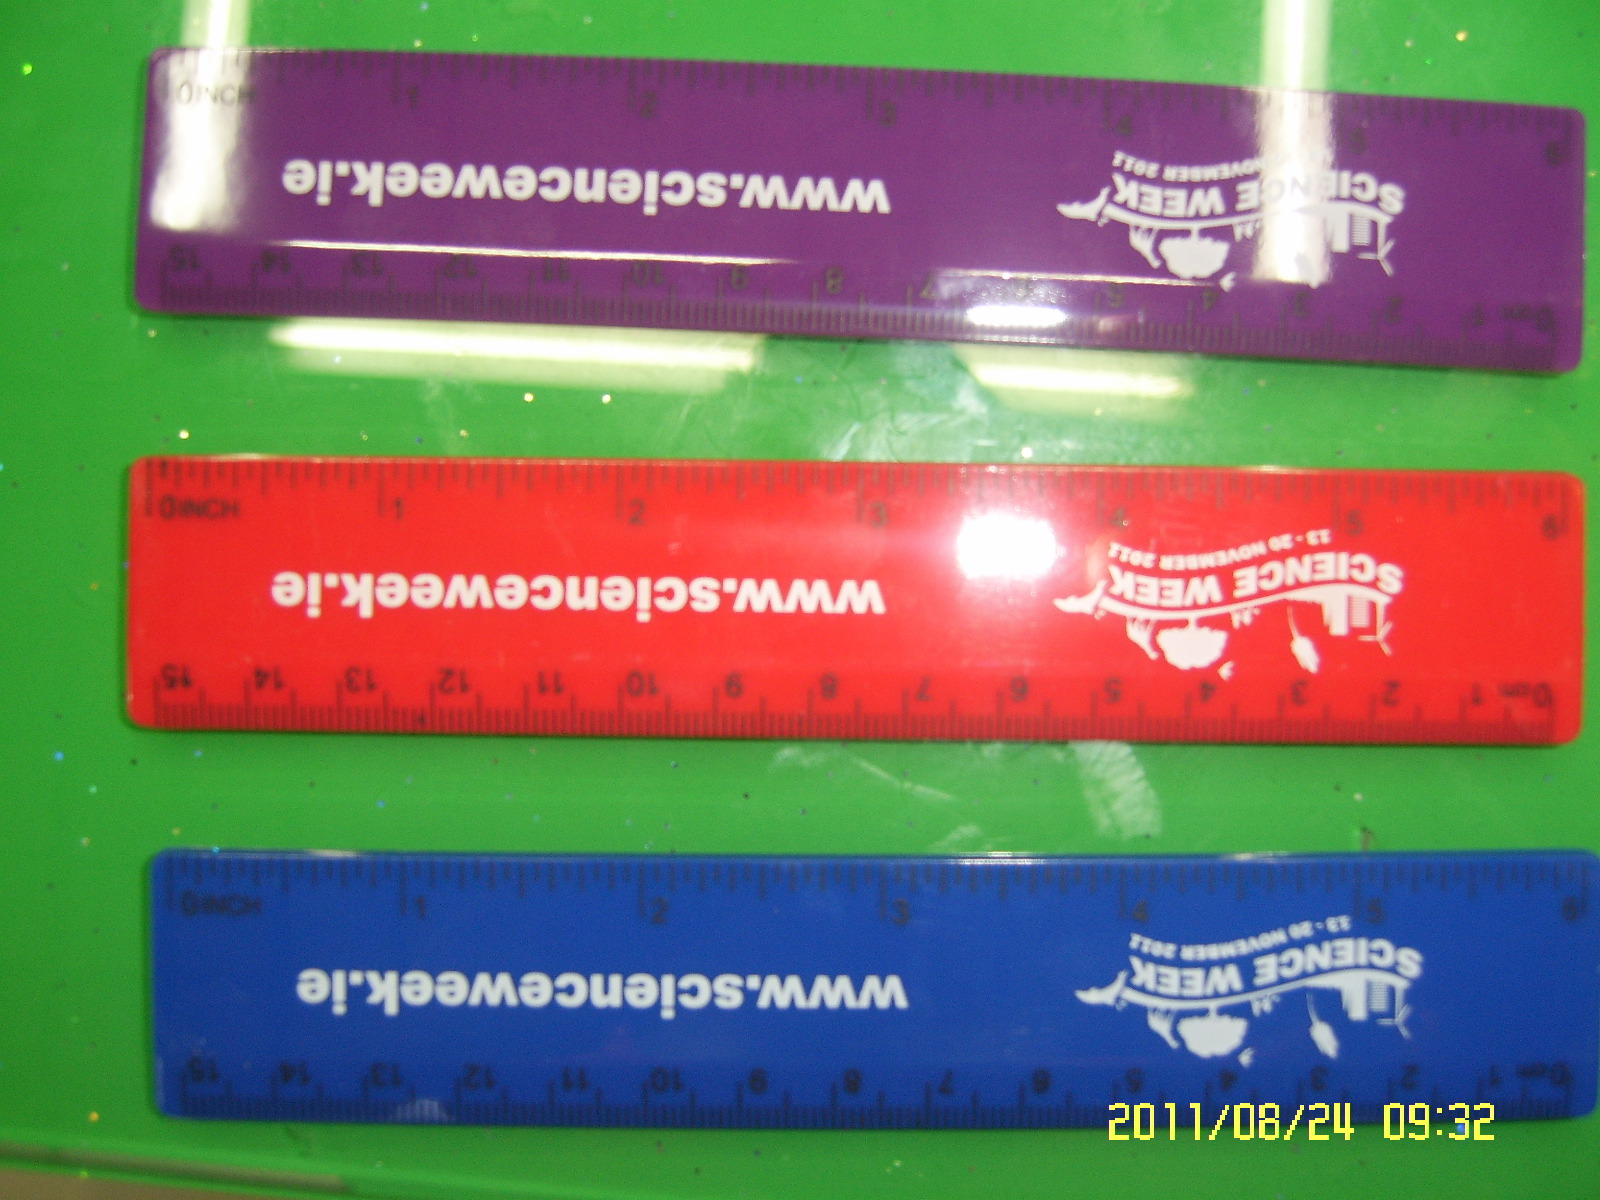 0INCH 1 2 3 4 5 6
www.scienceweek.ie
SCIENCE WEEK
NOVEMBER 2011
15 14 13 12 11 10 9 8 7 6 5 4 3 2 1 0cm
0INCH 1 2 3 4 5 6
www.scienceweek.ie
13 - 20 NOVEMBER 2011
SCIENCE WEEK
15 14 13 12 11 10 9 8 7 6 5 4 3 2 1 0cm
0INCH 1 2 3 4 5 6
www.scienceweek.ie
13 - 20 NOVEMBER 2011
SCIENCE WEEK
15 14 13 12 11 10 9 8 7 6 5 4 3 2 1 0cm
2011/08/24 09:32